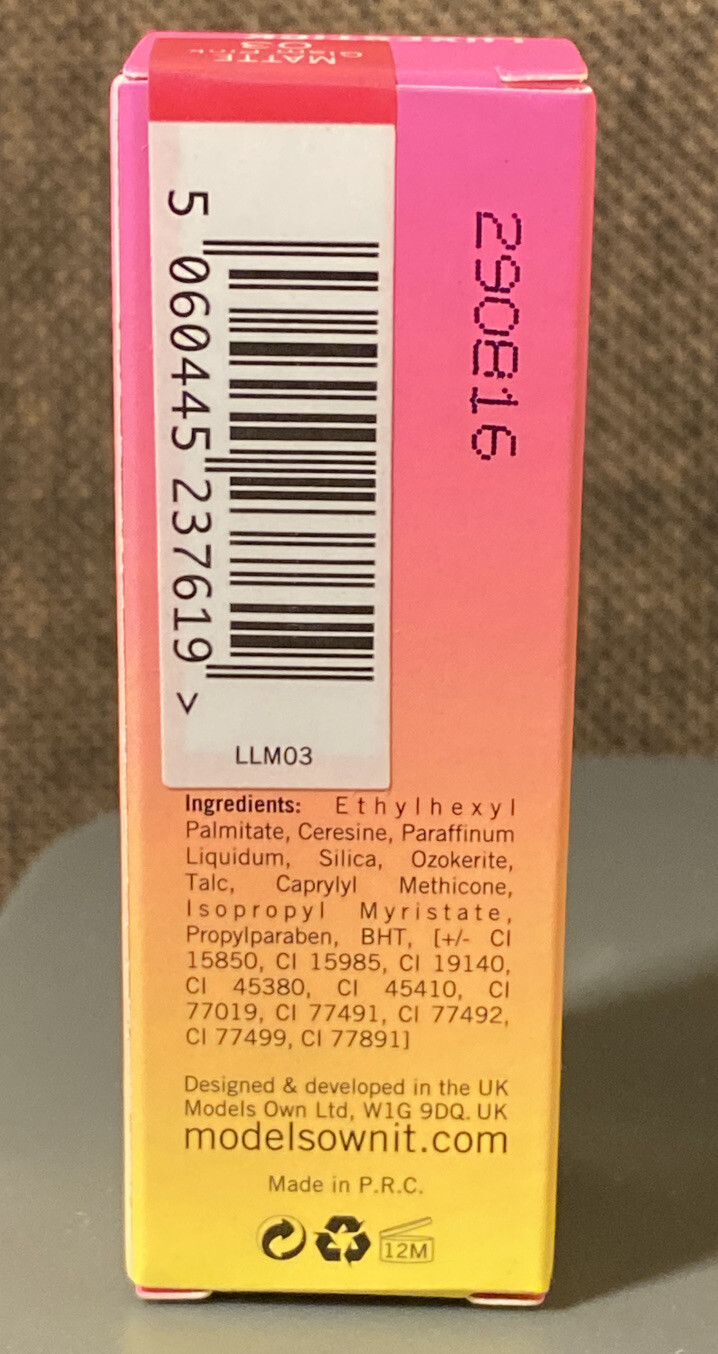 MATTE
03
290816
5 060445 237619 >
LLM03
Ingredients: Ethylhexyl
Palmitate, Ceresine, Paraffinum
Liquidum, Silica, Ozokerite,
Talc, Caprylyl Methicone,
Isopropyl Myristate,
Propylparaben, BHT, [+/- CI
15850, CI 15985, CI 19140,
CI 45380, CI 45410, CI
77019, CI 77491, CI 77492,
CI 77499, CI 77891]
Designed & developed in the UK
Models Own Ltd, W1G 9DQ. UK
modelsownit.com
Made in P.R.C.
12M